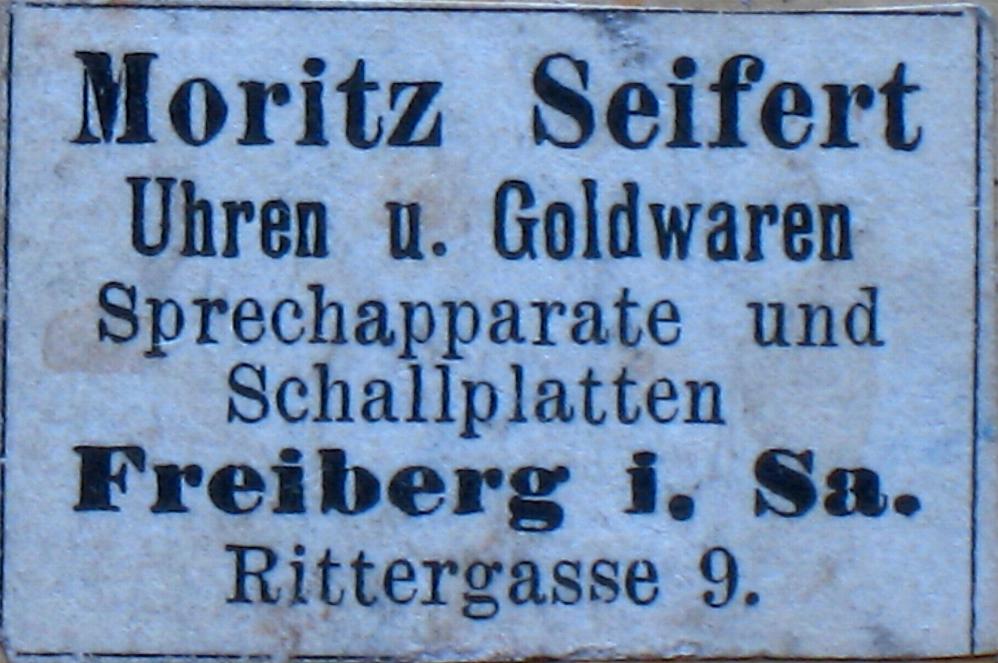 Moritz Seifert
Uhren u. Goldwaren
Sprechapparate und
Schallplatten
Freiberg i. Sa.
Rittergasse 9.